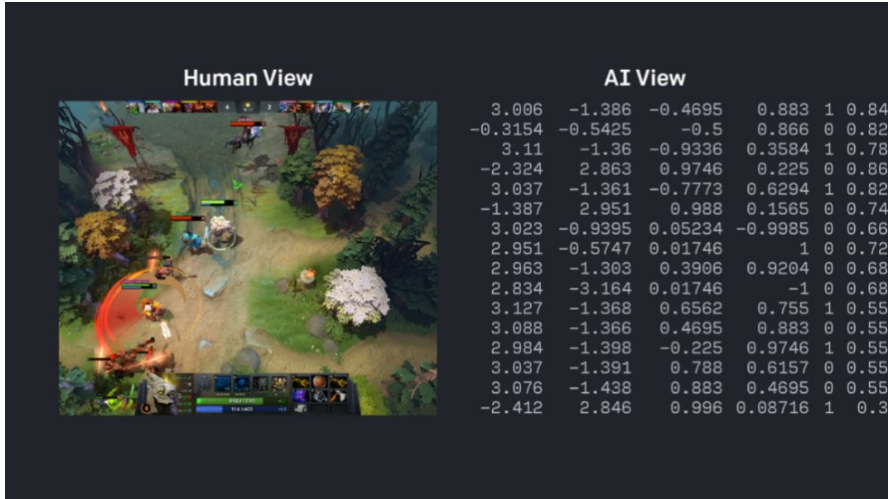 Human View
AI View
3.006 -1.386 -0.4695 0.883 1 0.84
-0.3154 -0.5425 -0.5 0.866 0 0.82
3.11 -1.36 -0.9336 0.3584 1 0.78
-2.324 2.863 0.9746 0.225 0 0.86
3.037 -1.361 -0.7773 0.6294 1 0.82
-1.387 2.951 0.988 0.1565 0 0.74
3.023 -0.9395 0.05234 -0.9985 0 0.66
2.951 -0.5747 0.01746 1 0 0.72
2.963 -1.303 0.3906 0.9204 0 0.68
2.834 -3.164 0.01746 -1 0 0.68
3.127 -1.368 0.6562 0.755 1 0.55
3.088 -1.366 0.4695 0.883 0 0.55
2.984 -1.398 -0.225 0.9746 1 0.55
3.037 -1.391 0.788 0.6157 0 0.55
3.076 -1.438 0.883 0.4695 0 0.55
-2.412 2.846 0.996 0.08716 1 0.3